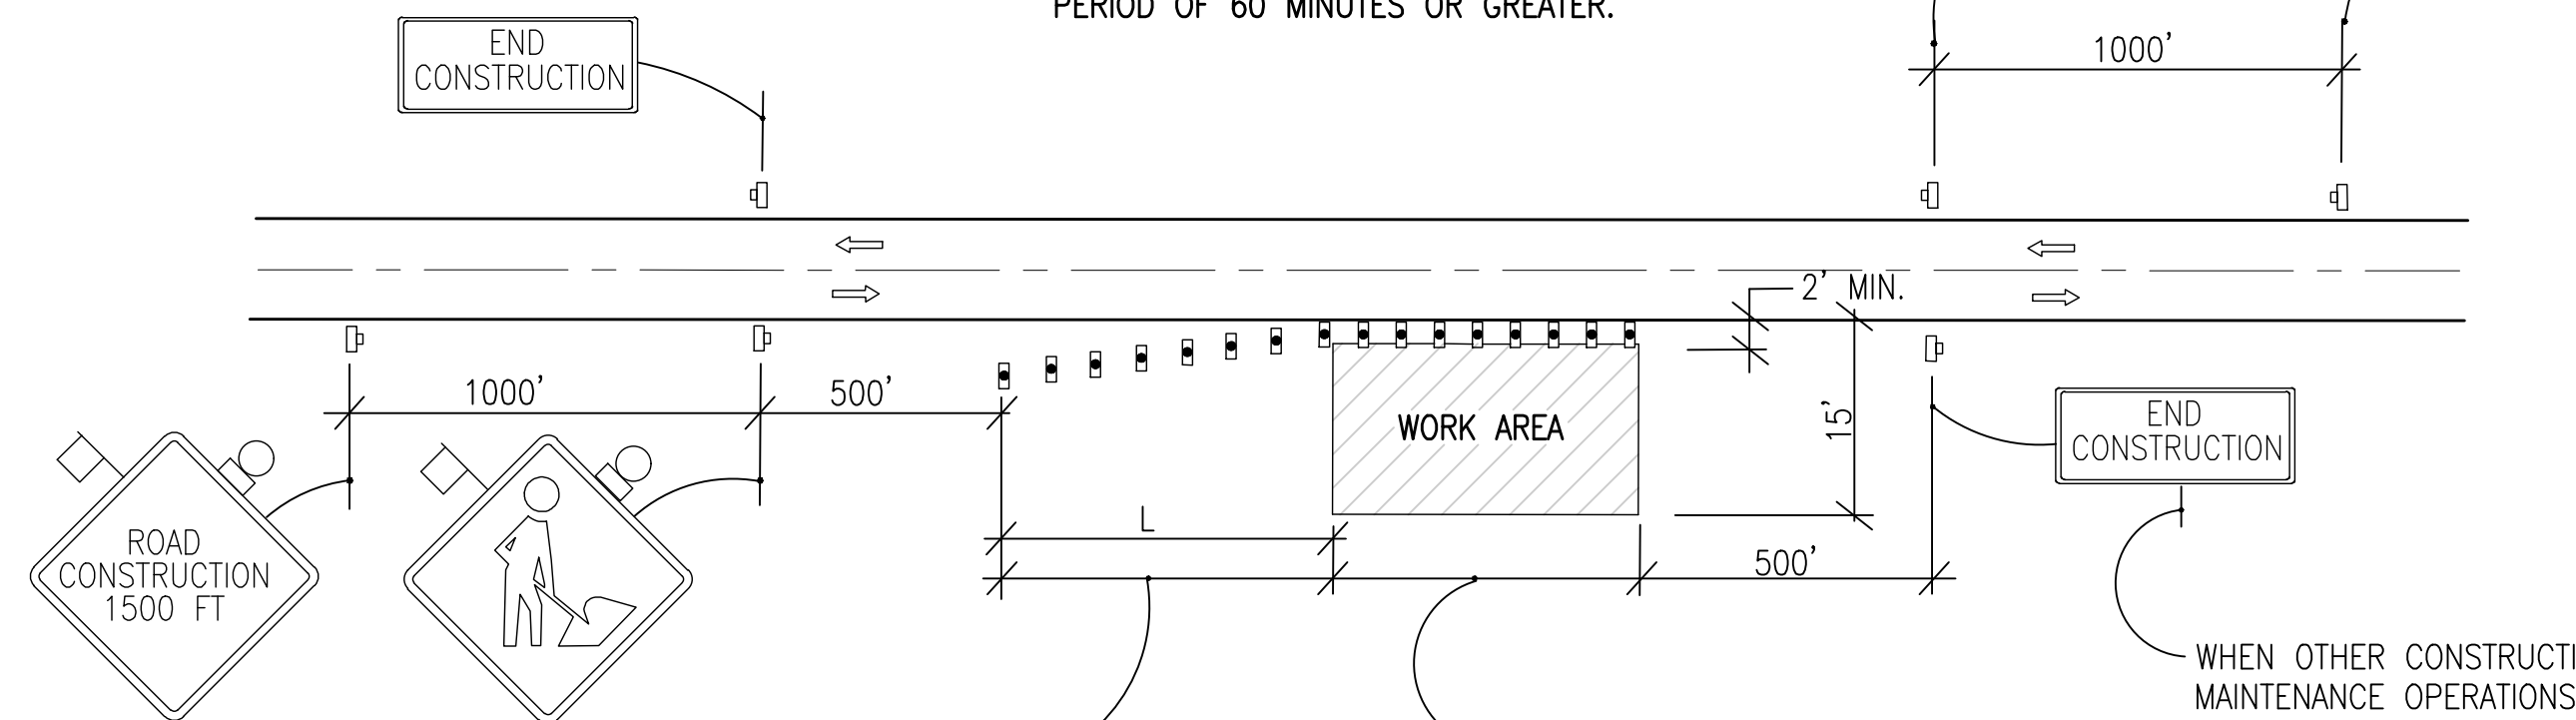 PERIOD OF 60 MINUTES OR GREATER.
END
CONSTRUCTION
1000'
2' MIN.
1000'
500'
15'
WORK AREA
END
CONSTRUCTION
L
500'
ROAD
CONSTRUCTION
1500 FT
WHEN OTHER CONSTRUCTI
MAINTENANCE OPERATIONS